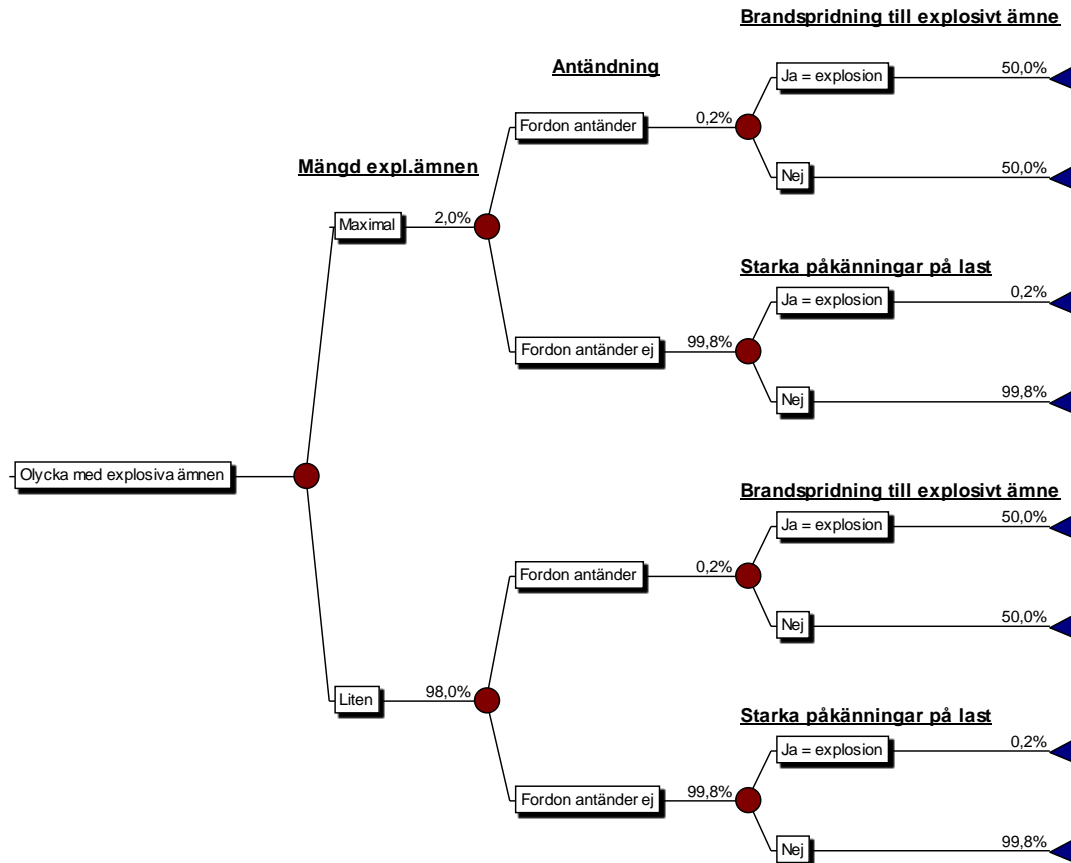 Brandspridning till explosivt ämne
Antändning
Ja = explosion 50,0%
Fordon antänder 0,2%
Mängd expl.ämnen
Nej 50,0%
Maximal 2,0%
Starka påkänningar på last
Ja = explosion 0,2%
Fordon antänder ej 99,8%
Nej 99,8%
Olycka med explosiva ämnen
Brandspridning till explosivt ämne
Ja = explosion 50,0%
Fordon antänder 0,2%
Nej 50,0%
Liten 98,0%
Starka påkänningar på last
Ja = explosion 0,2%
Fordon antänder ej 99,8%
Nej 99,8%